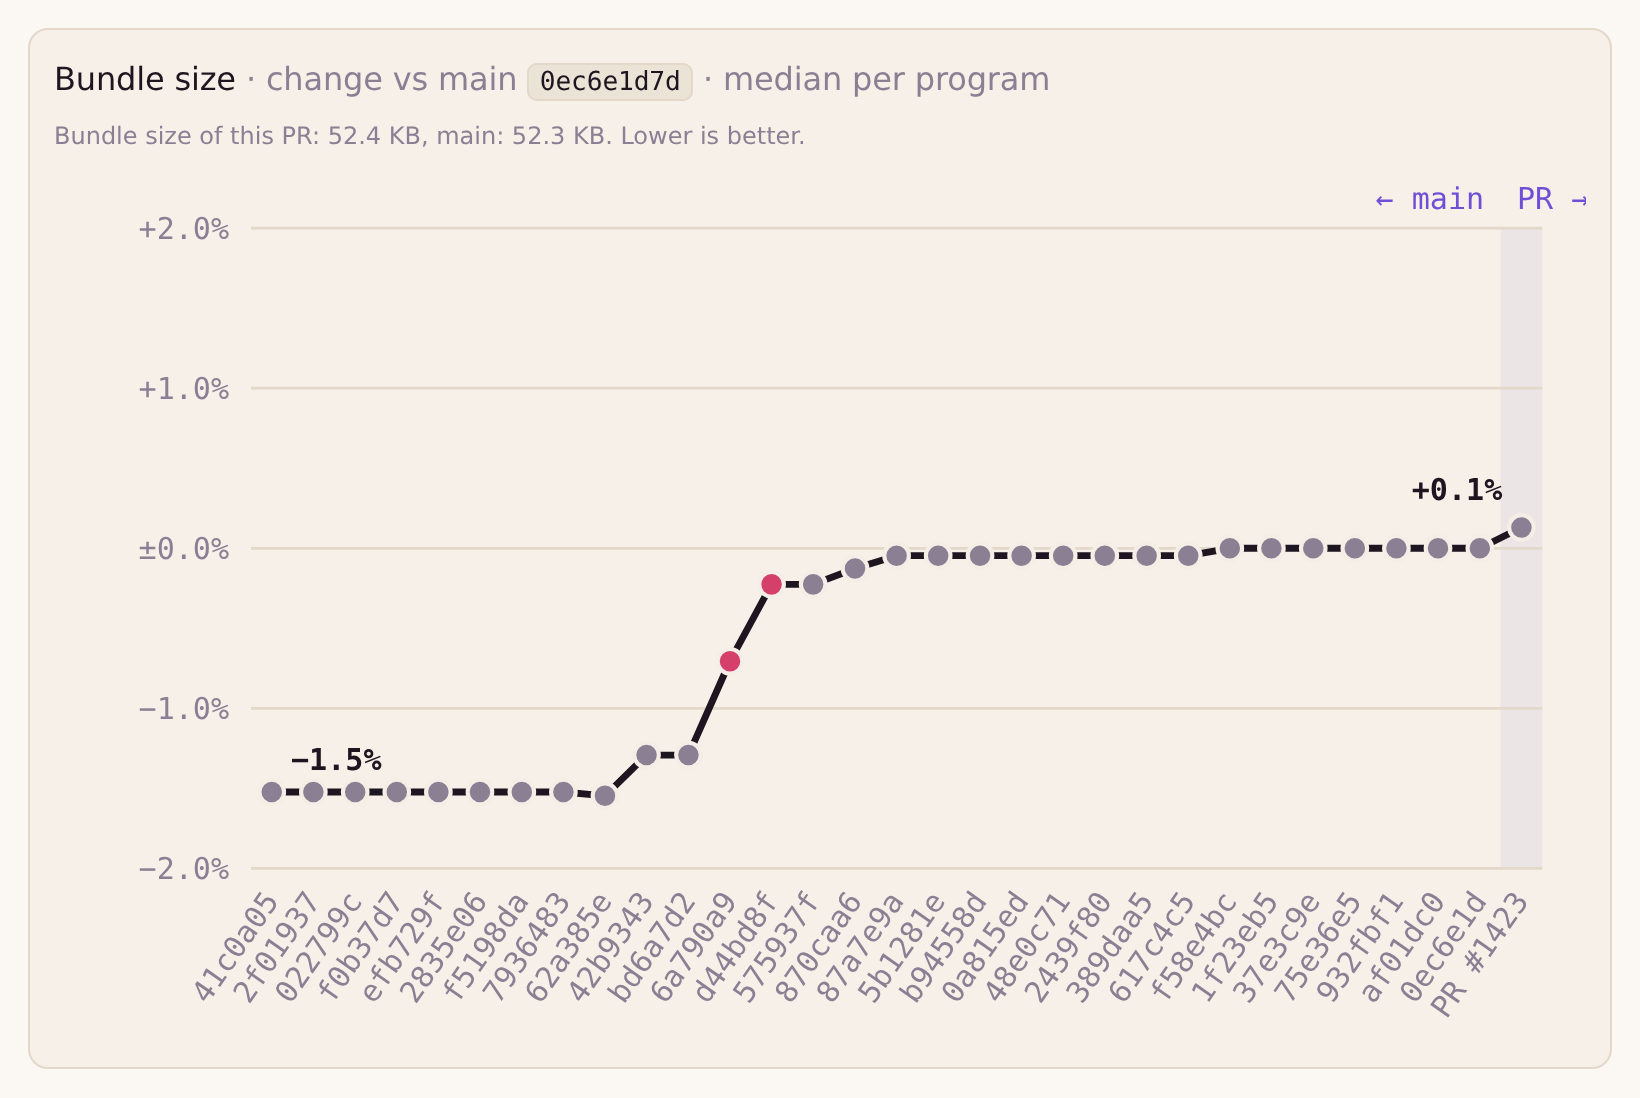 Bundle size · change vs main 0ec6e1d7d · median per program
Bundle size of this PR: 52.4 KB, main: 52.3 KB. Lower is better.
← main PR →
+2.0%
+1.0%
±0.0%
−1.0%
−2.0%
−1.5%
+0.1%
41c0a05
2f01937
022799c
f0b37d7
efb729f
2835e06
f5198da
7936483
62a385e
42b9343
bd6a7d2
6a790a9
d44bd8f
575937f
870caa6
87a7e9a
5b1281e
b94558d
0a815ed
48e0c71
2439f80
389daa5
617c4c5
f58e4bc
1f23eb5
37e3c9e
75e36e5
932fbf1
af01dc0
0ec6e1d
PR #1423